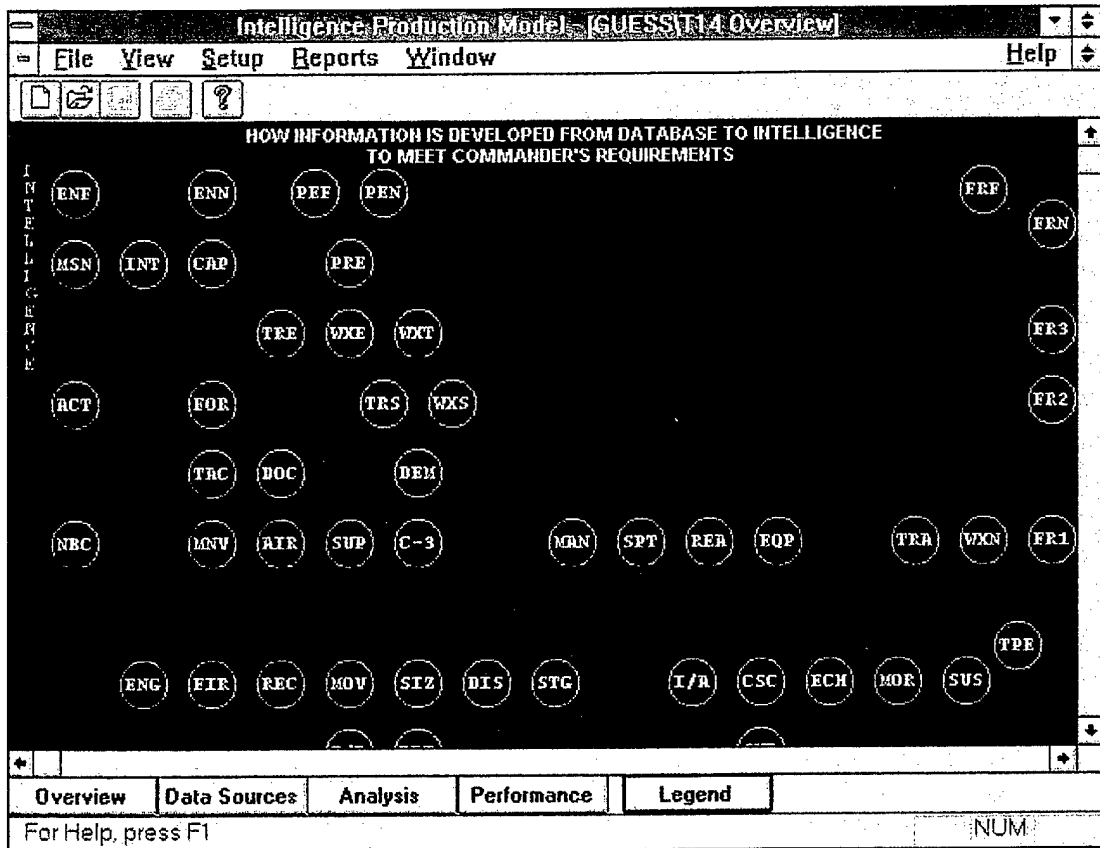 Intelligence Production Model - [GUESS\T14 Overview]
File View Setup Reports Window Help
HOW INFORMATION IS DEVELOPED FROM DATABASE TO INTELLIGENCE
TO MEET COMMANDER'S REQUIREMENTS
INTELLIGENCE
ENF ENN PEF PEN FRF
FRN
MSN INT CAP PRE
TRE WXE WXT FR3
ACT FOR TRS WXS FR2
TAC DOC DEM
NBC MNV AIR SUP C-3 MAN SPT REA EQP TRA WXN FR1
TPE
ENG FIR REC MOV SIZ DIS STG I/A CSC ECH MOR SUS
Overview Data Sources Analysis Performance Legend
For Help, press F1 NUM